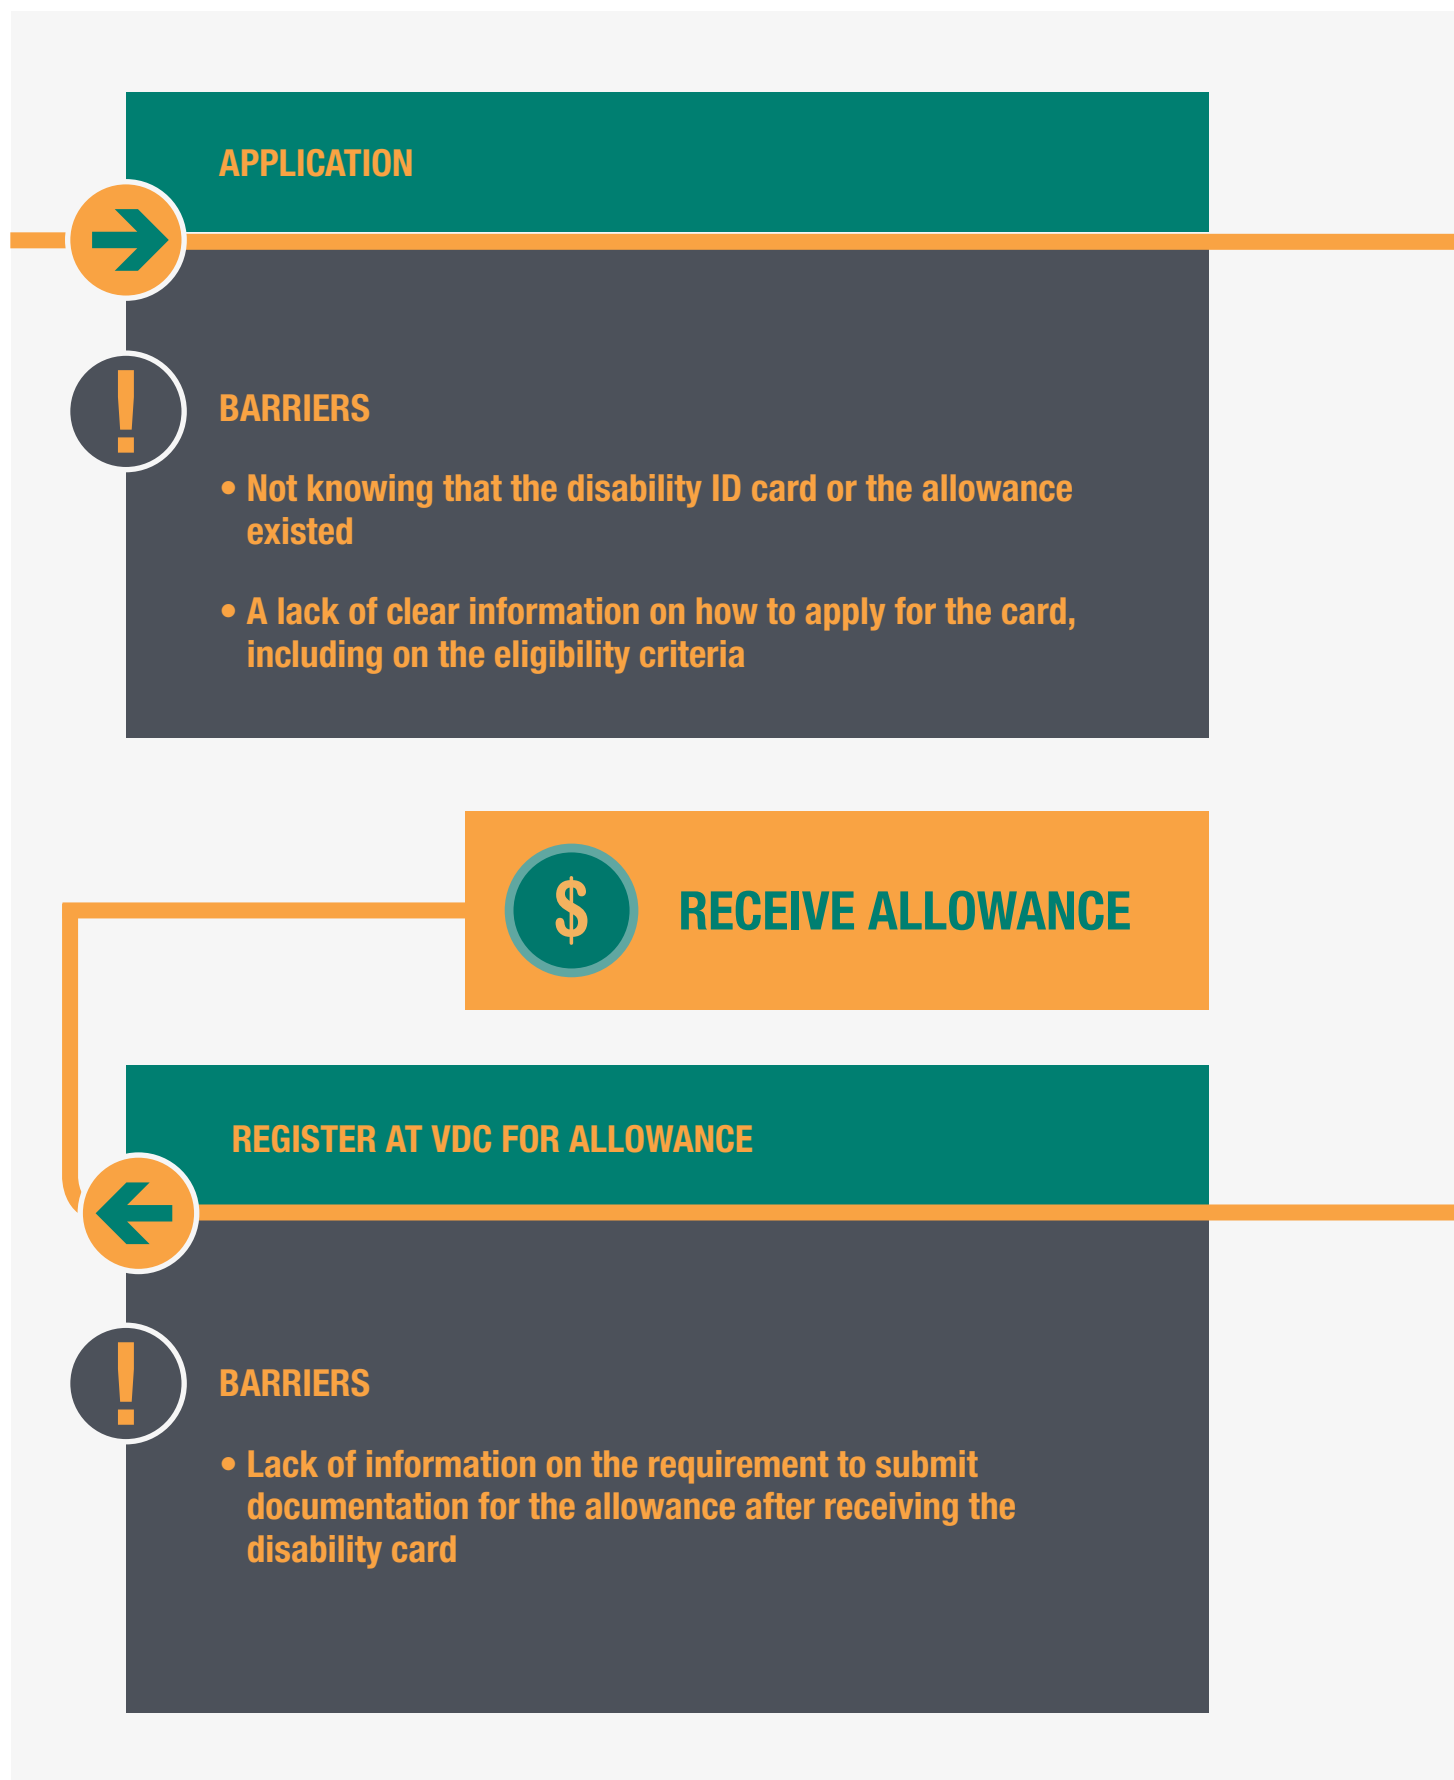 APPLICATION
!
BARRIERS
• Not knowing that the disability ID card or the allowance
existed
• A lack of clear information on how to apply for the card,
including on the eligibility criteria
$
RECEIVE ALLOWANCE
REGISTER AT VDC FOR ALLOWANCE
!
BARRIERS
• Lack of information on the requirement to submit
documentation for the allowance after receiving the
disability card